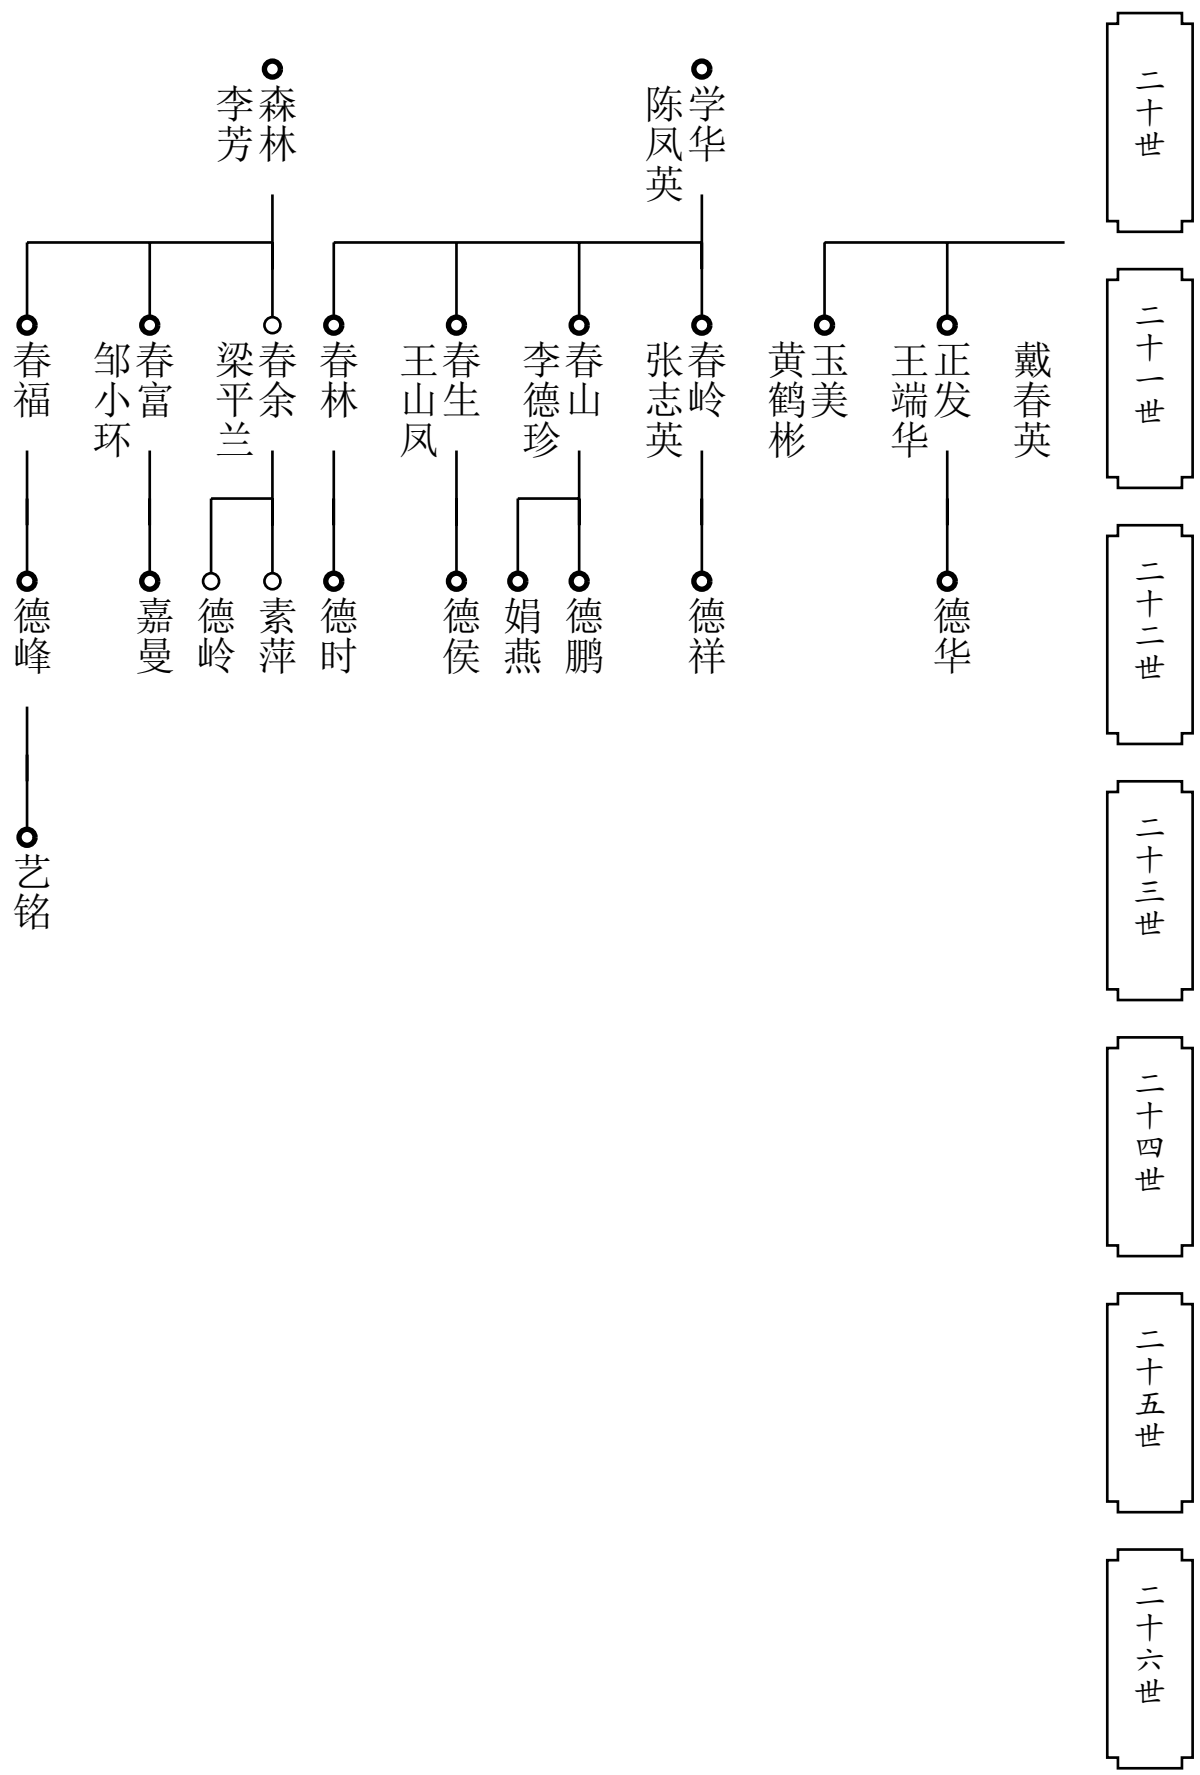 二十世
学华
陈凤英
森林
李芳
二十一世
戴春英
正发
王端华
玉美
黄鹤彬
春岭
张志英
春山
李德珍
春生
王山凤
春林
春余
梁平兰
春富
邹小环
春福
二十二世
德华
德祥
德鹏
娟燕
德侯
德时
素萍
德岭
嘉曼
德峰
二十三世
艺铭
二十四世
二十五世
二十六世